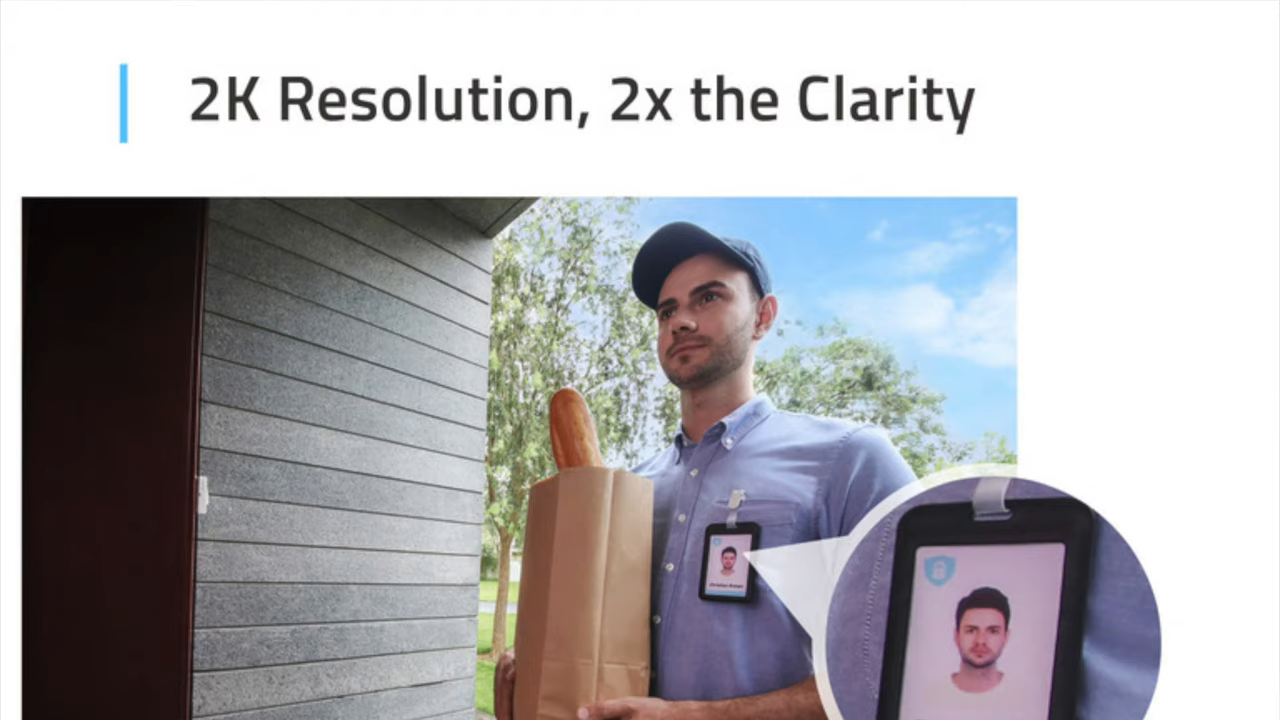 2K Resolution, 2x the Clarity